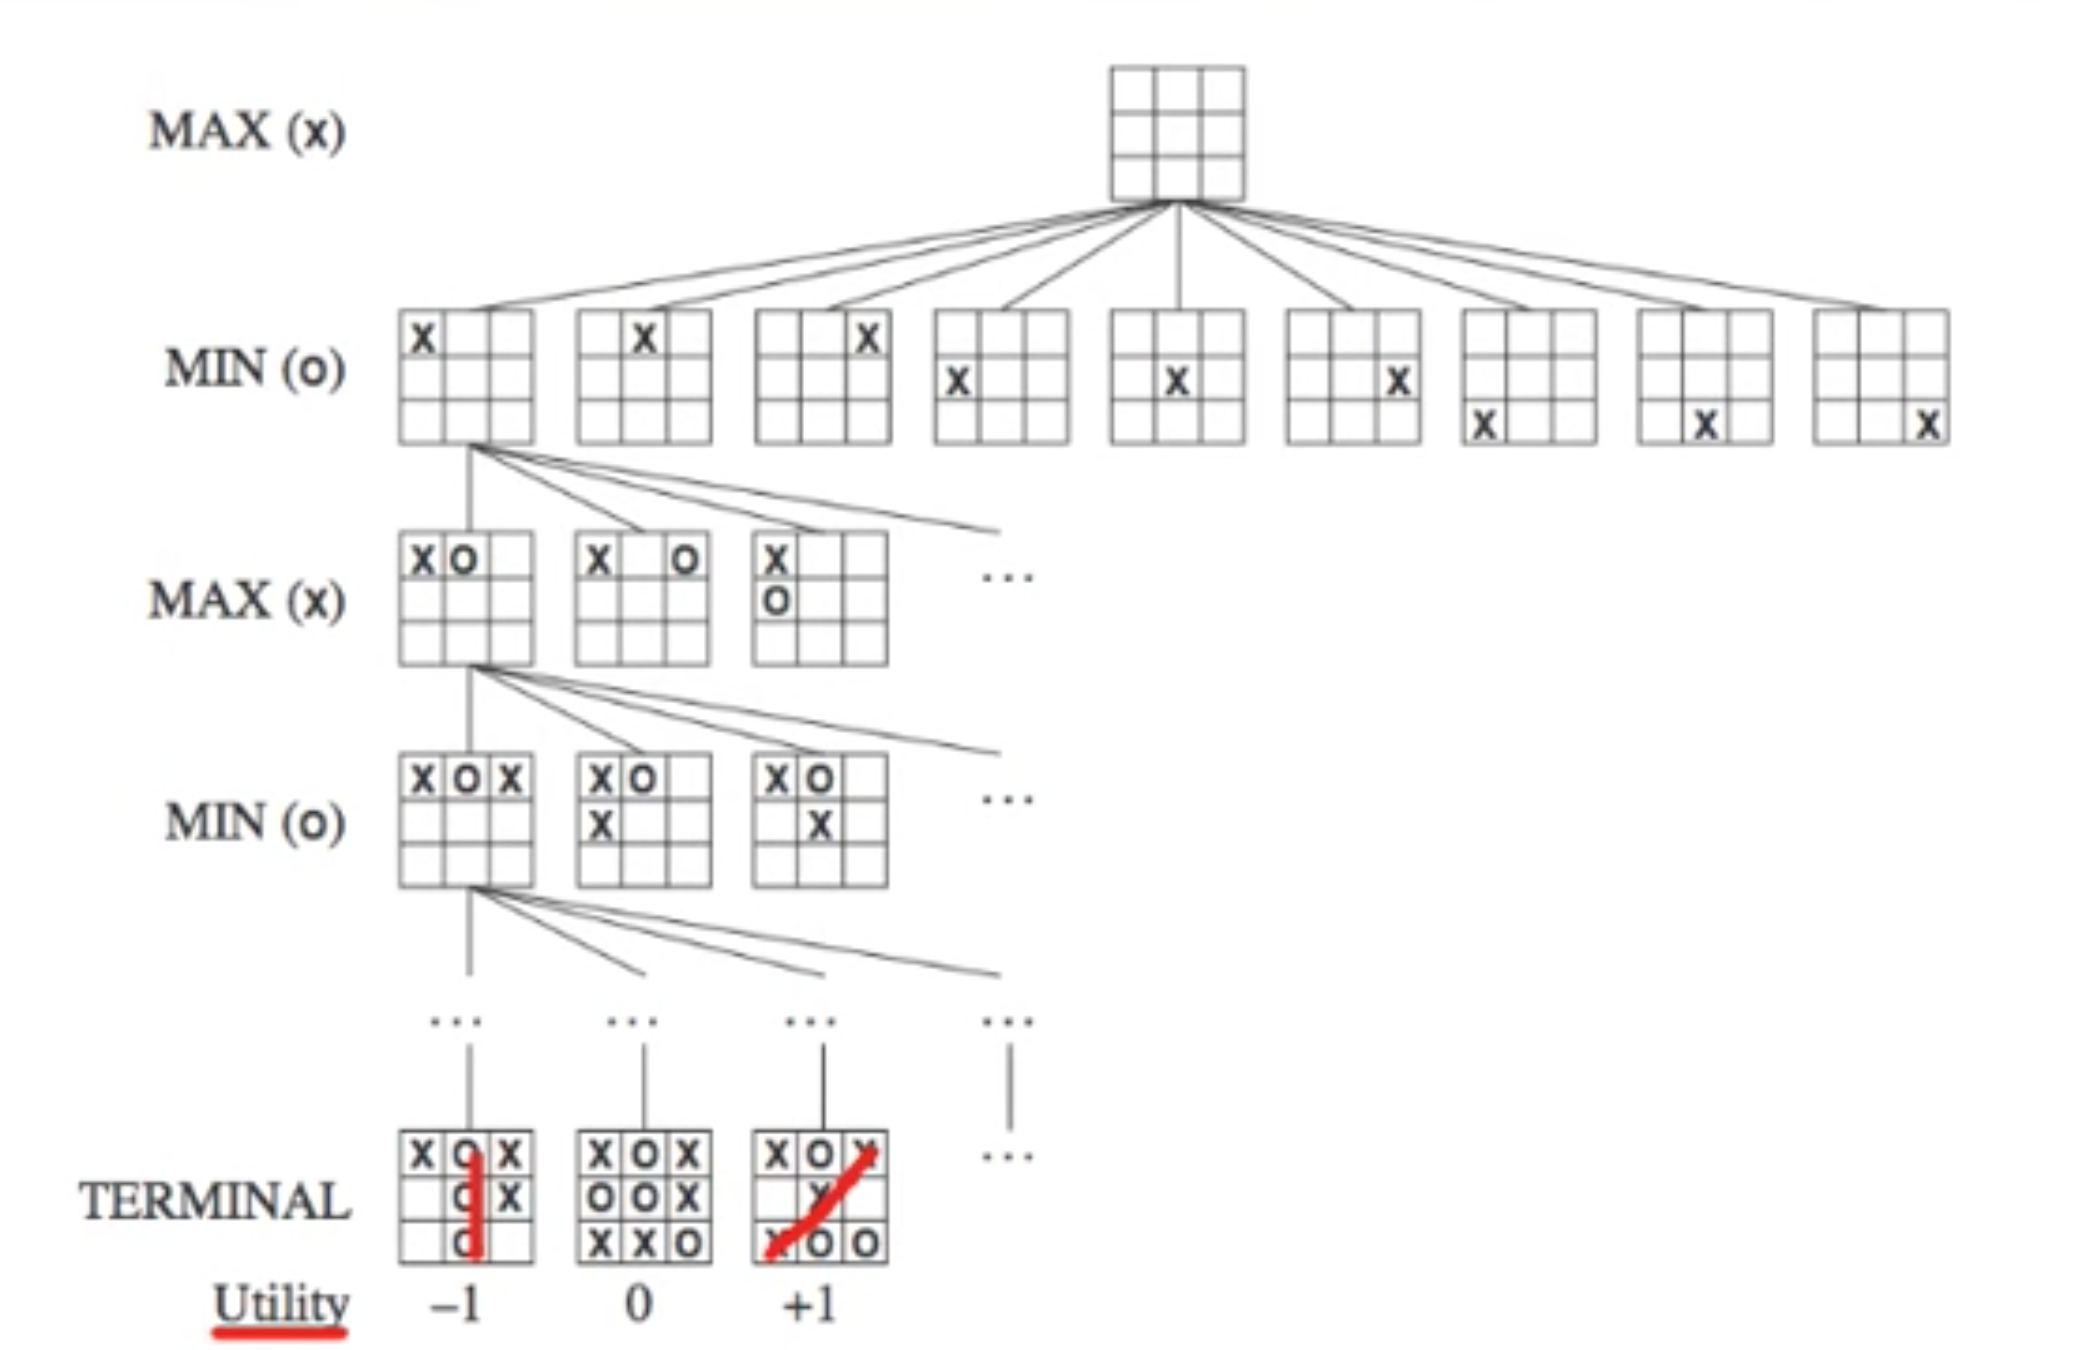 MAX (x)
MIN (o)
X X X X X X X X X
MAX (x)
X O X O X
O
...
MIN (o)
X O X X O X O
X X
...
... ... ... ...
TERMINAL
X O X X O X X O X
O X O O X X
O X X O X O O
...
Utility -1 0 +1